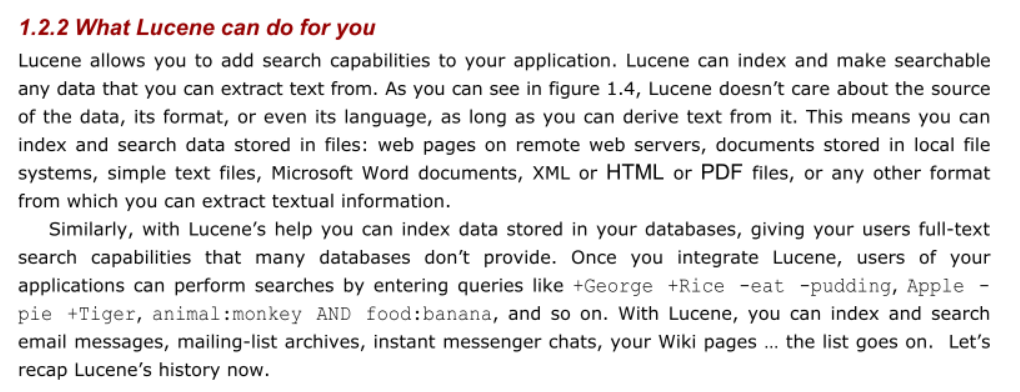 1.2.2 What Lucene can do for you
Lucene allows you to add search capabilities to your application. Lucene can index and make searchable
any data that you can extract text from. As you can see in figure 1.4, Lucene doesn’t care about the source
of the data, its format, or even its language, as long as you can derive text from it. This means you can
index and search data stored in files: web pages on remote web servers, documents stored in local file
systems, simple text files, Microsoft Word documents, XML or HTML or PDF files, or any other format
from which you can extract textual information.
Similarly, with Lucene’s help you can index data stored in your databases, giving your users full-text
search capabilities that many databases don’t provide. Once you integrate Lucene, users of your
applications can perform searches by entering queries like +George +Rice -eat -pudding, Apple -
pie +Tiger, animal:monkey AND food:banana, and so on. With Lucene, you can index and search
email messages, mailing-list archives, instant messenger chats, your Wiki pages … the list goes on. Let’s
recap Lucene’s history now.